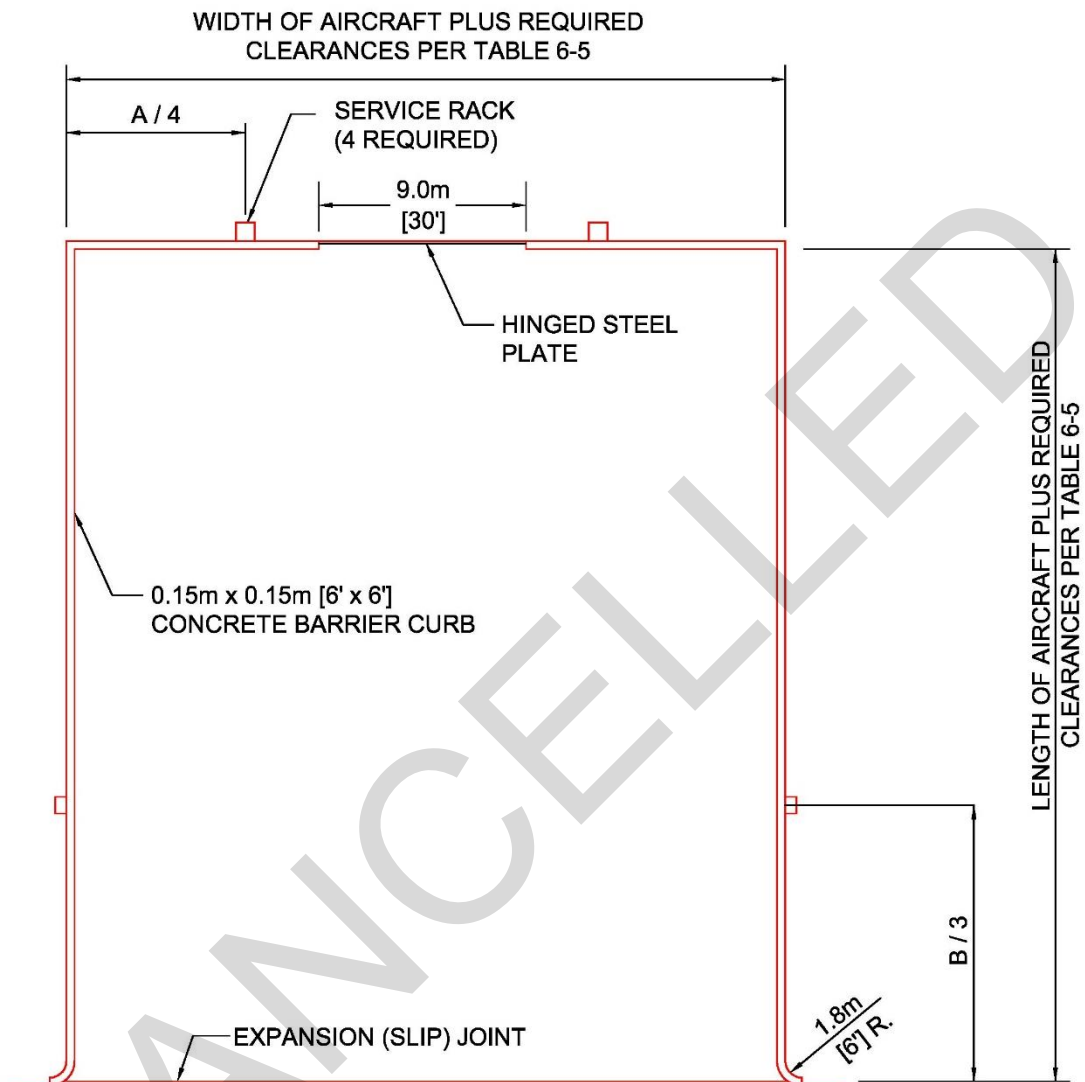 WIDTH OF AIRCRAFT PLUS REQUIRED
CLEARANCES PER TABLE 6-5
A / 4
SERVICE RACK
(4 REQUIRED)
9.0m
[30']
HINGED STEEL
PLATE
LENGTH OF AIRCRAFT PLUS REQUIRED
CLEARANCES PER TABLE 6-5
0.15m x 0.15m [6' x 6']
CONCRETE BARRIER CURB
B / 3
1.8m
[6'] R.
EXPANSION (SLIP) JOINT
ANCELLED